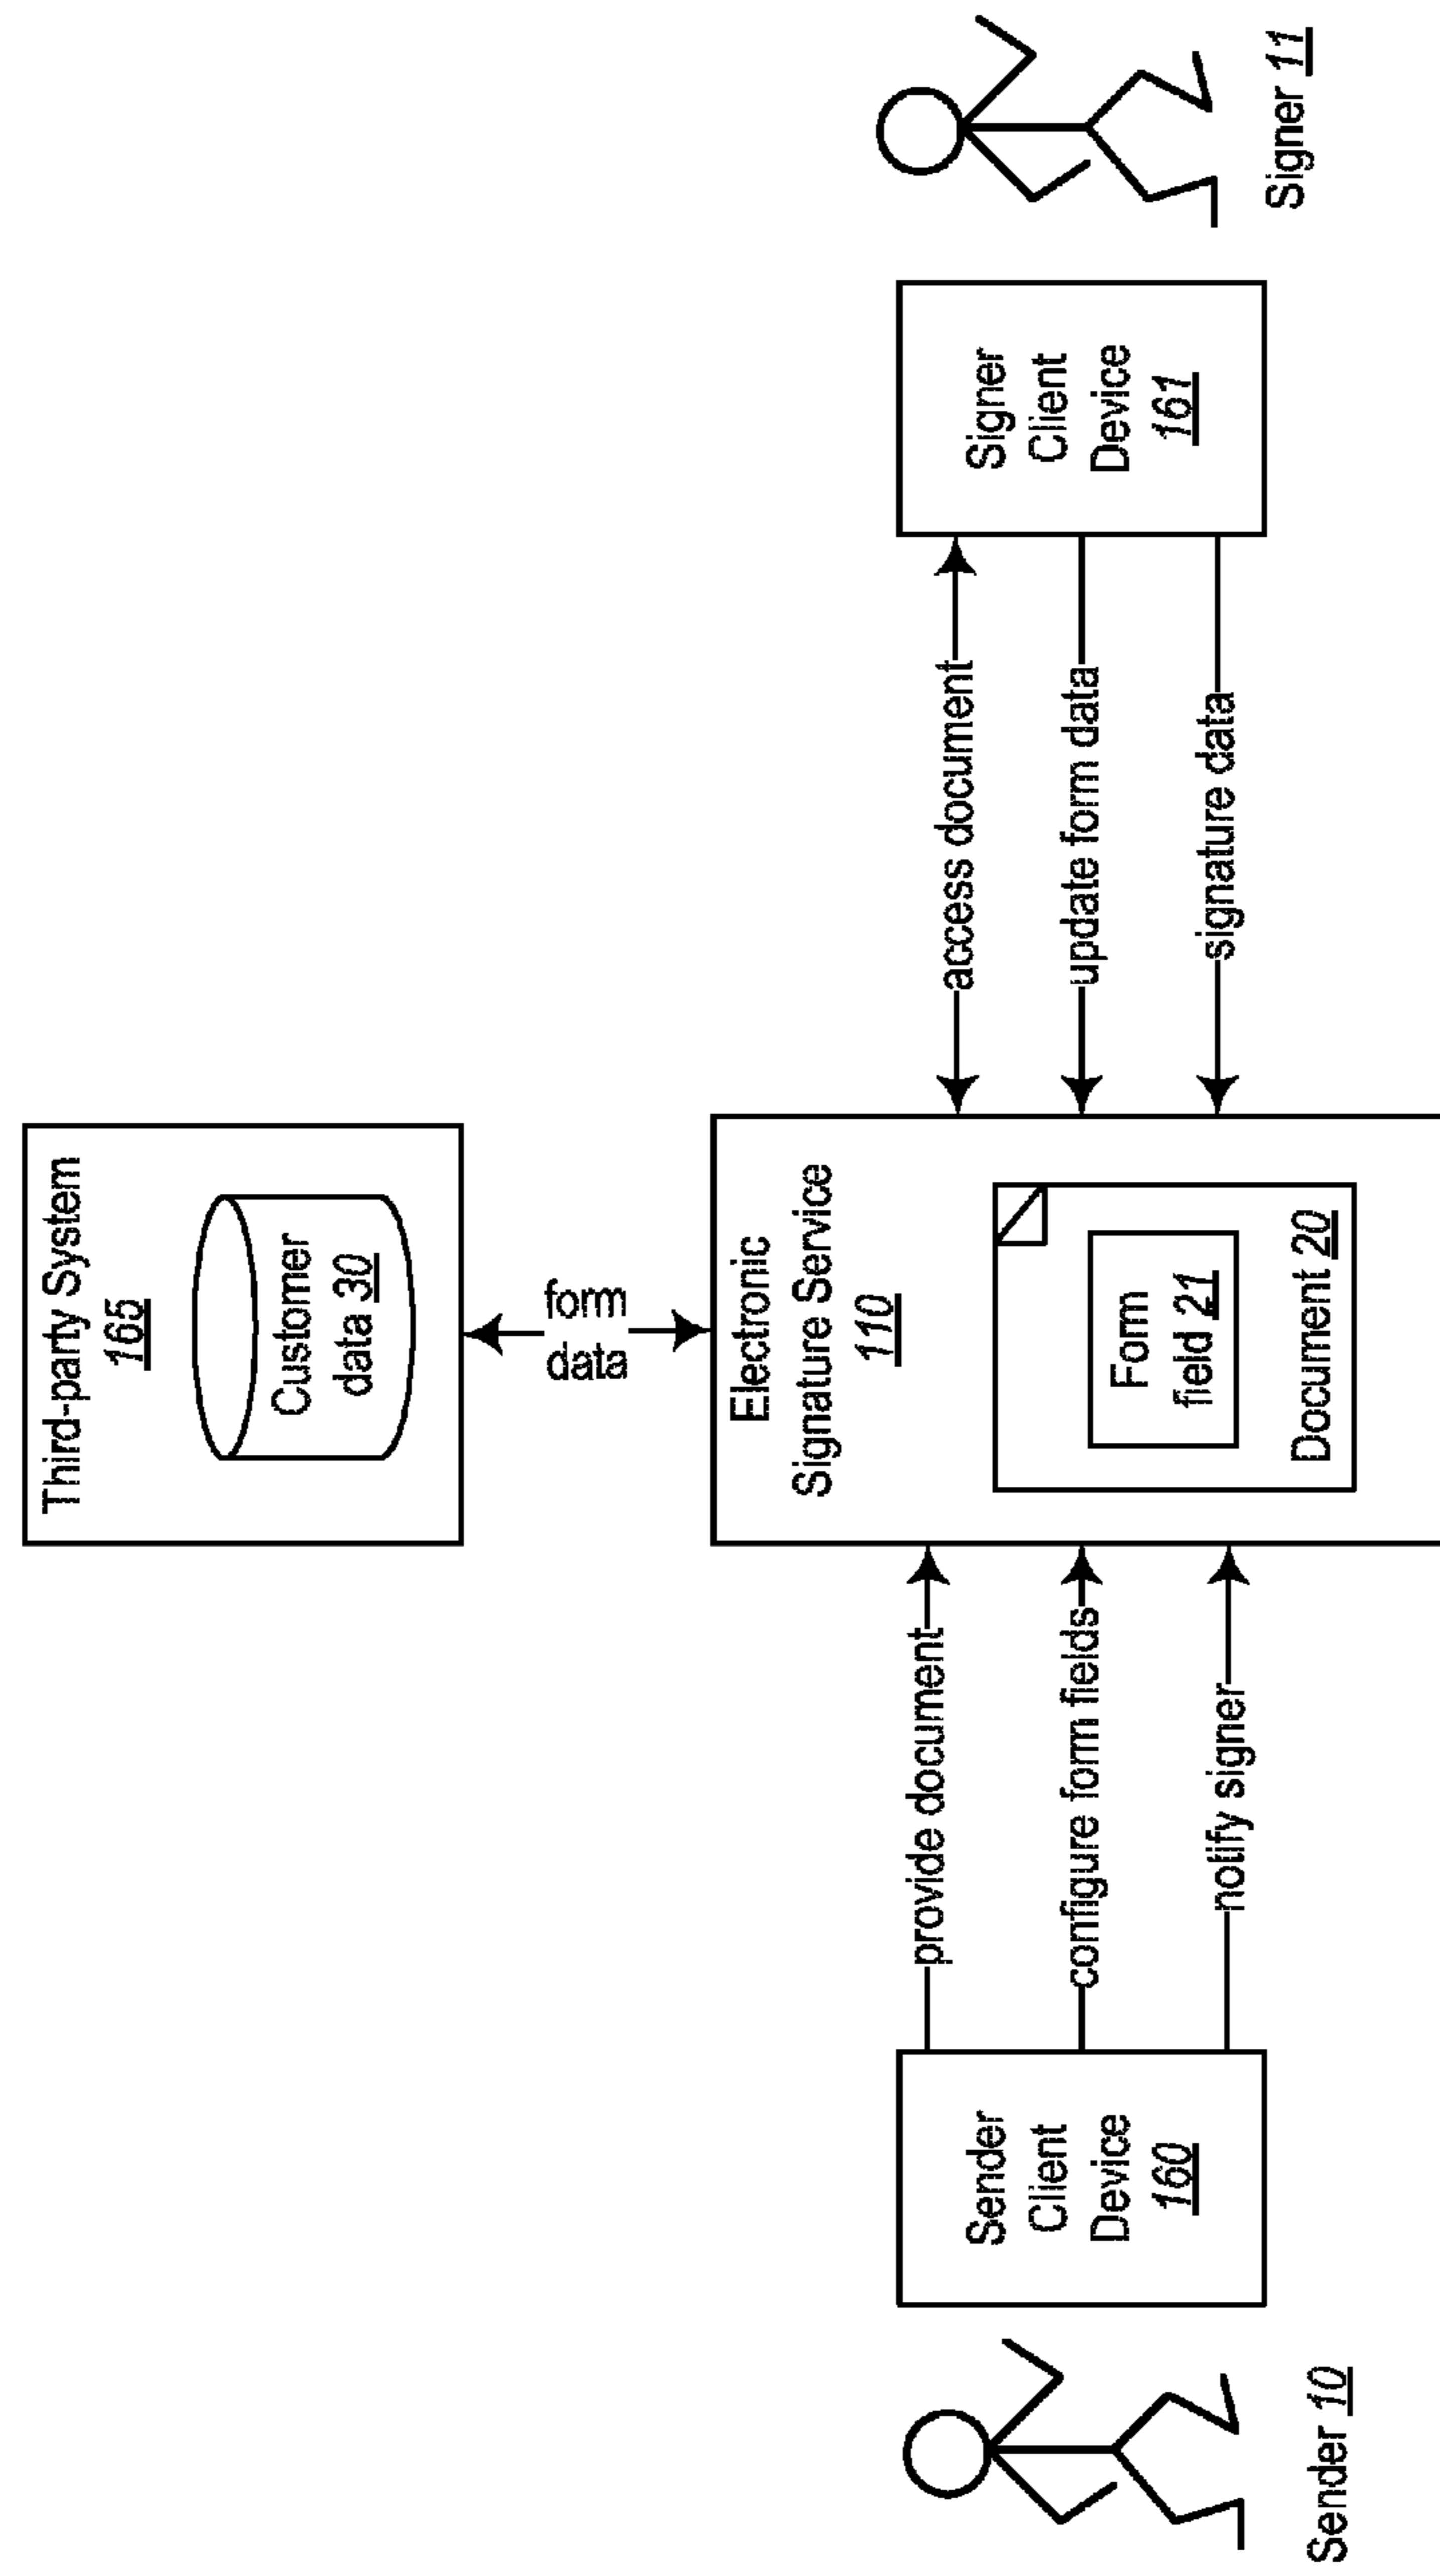 Third-party System
165
Customer
data 30
form
data
Electronic
Signature Service
110
Form
field 21
Document 20
Sender
Client
Device
160
provide document
configure form fields
notify signer
Sender 10
access document
update form data
signature data
Signer
Client
Device
161
Signer 11